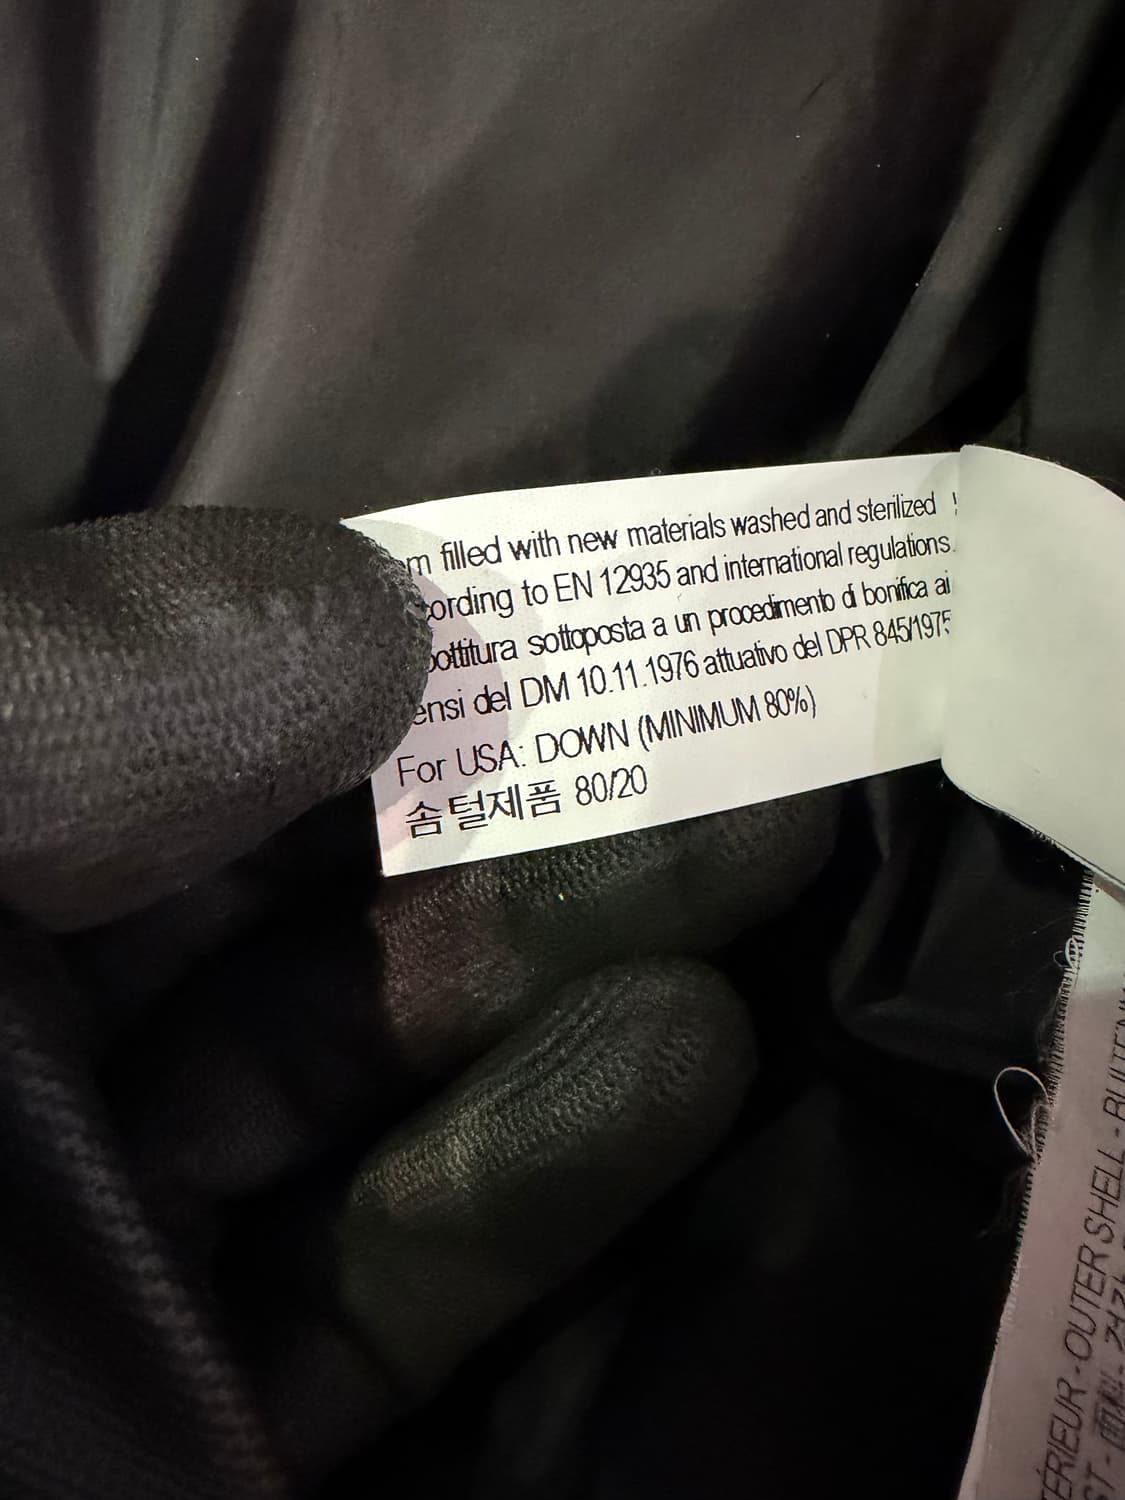 m filled with new materials washed and sterilized
cording to EN 12935 and international regulations.
bottitura sottoposta a un procedimento di bonifica ai
ensi del DM 10.11.1976 attuativo del DPR 845/1975
For USA: DOWN (MINIMUM 80%)
솜털제품 80/20
ÉRIEUR - OUTER SHELL -